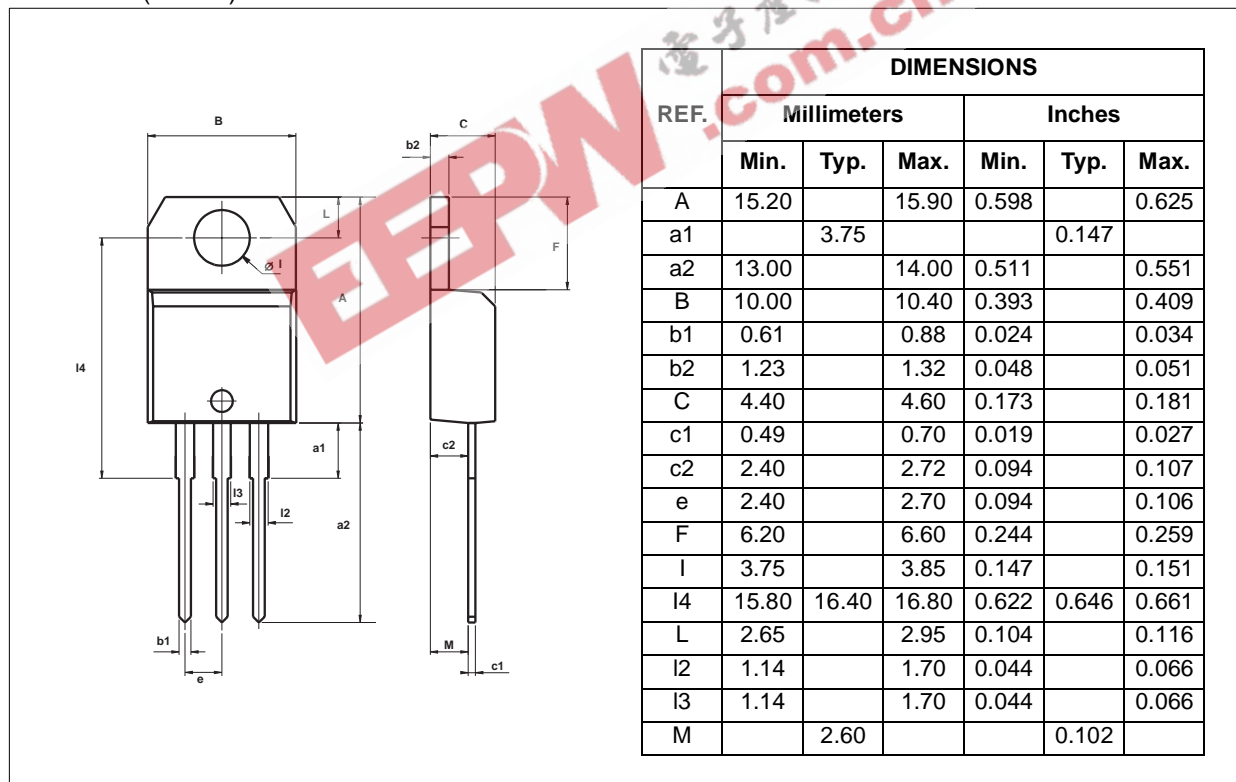 B
C
b2
L
F
Ø I
A
l4
a1
c2
l3
l2
a2
b1
M
c1
e
REF.
DIMENSIONS
Millimeters Inches
Min. Typ. Max. Min. Typ. Max.
A 15.20 15.90 0.598 0.625
a1 3.75 0.147
a2 13.00 14.00 0.511 0.551
B 10.00 10.40 0.393 0.409
b1 0.61 0.88 0.024 0.034
b2 1.23 1.32 0.048 0.051
C 4.40 4.60 0.173 0.181
c1 0.49 0.70 0.019 0.027
c2 2.40 2.72 0.094 0.107
e 2.40 2.70 0.094 0.106
F 6.20 6.60 0.244 0.259
I 3.75 3.85 0.147 0.151
I4 15.80 16.40 16.80 0.622 0.646 0.661
L 2.65 2.95 0.104 0.116
l2 1.14 1.70 0.044 0.066
l3 1.14 1.70 0.044 0.066
M 2.60 0.102
EEPW
.com.c
電子產